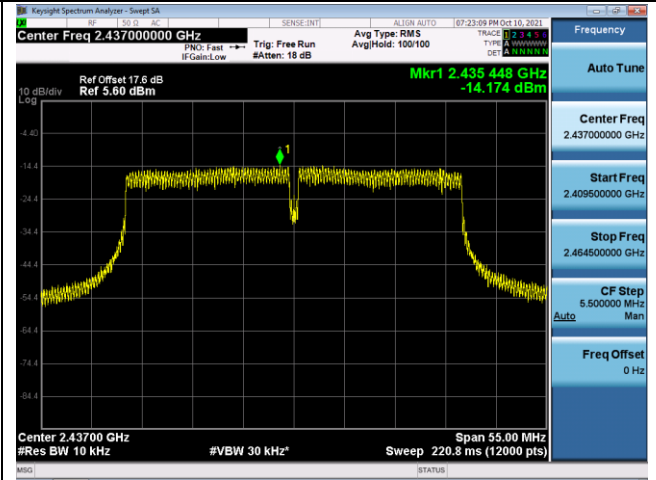 Keysight Spectrum Analyzer - Swept SA
RF 50 Ω AC SENSE:INT ALIGN AUTO 07:23:09 PM Oct 10, 2021
Center Freq 2.437000000 GHz
PNO: Fast
IFGain:Low
Trig: Free Run
#Atten: 18 dB
Avg Type: RMS
Avg|Hold: 100/100
TRACE 1 2 3 4 5 6
TYPE A WWWWW
DET A N N N N N
Frequency
Ref Offset 17.6 dB
10 dB/div Ref 5.60 dBm
Log
Mkr1 2.435 448 GHz
-14.174 dBm
1
-4.40
-14.4
-24.4
-34.4
-44.4
-54.4
-64.4
-74.4
-84.4
Center 2.43700 GHz Span 55.00 MHz
#Res BW 10 kHz #VBW 30 kHz* Sweep 220.8 ms (12000 pts)
MSG STATUS
Auto Tune
Center Freq
2.437000000 GHz
Start Freq
2.409500000 GHz
Stop Freq
2.464500000 GHz
CF Step
5.500000 MHz
Auto Man
Freq Offset
0 Hz